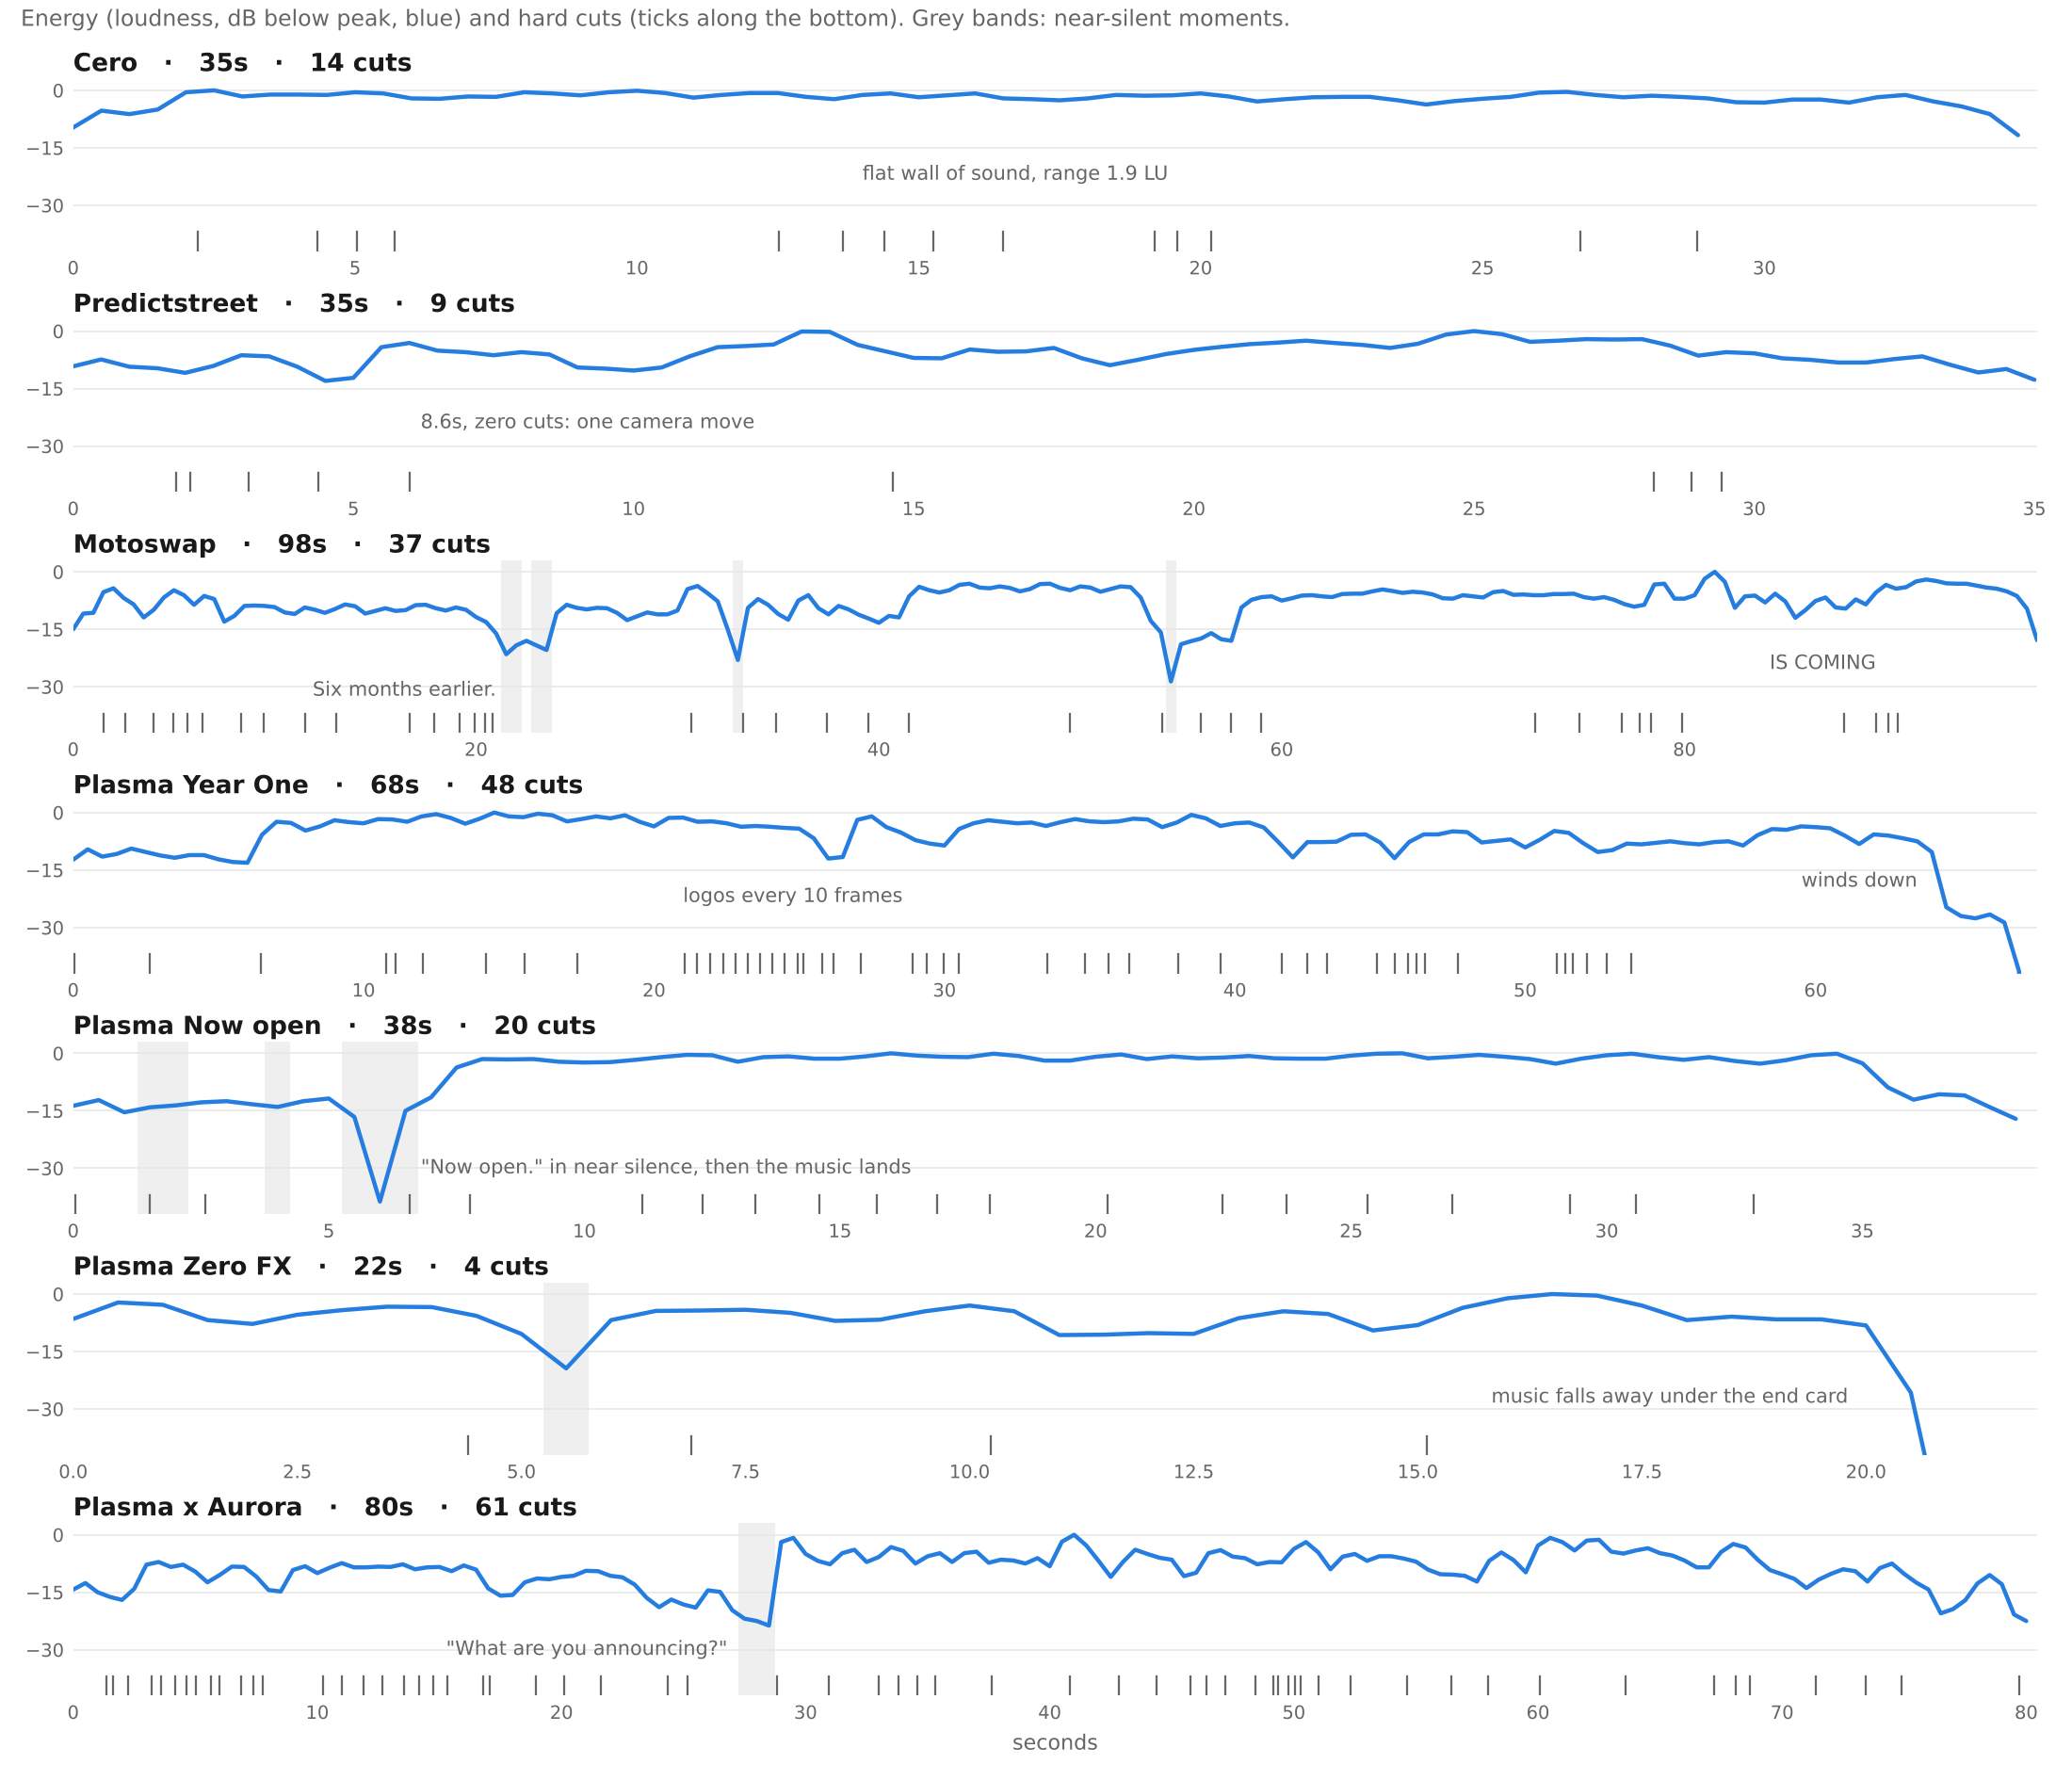 Energy (loudness, dB below peak, blue) and hard cuts (ticks along the bottom). Grey bands: near-silent moments.
Cero · 35s · 14 cuts
0
−15
flat wall of sound, range 1.9 LU
−30
0 5 10 15 20 25 30
Predictstreet · 35s · 9 cuts
0
−15
8.6s, zero cuts: one camera move
−30
0 5 10 15 20 25 30 35
Motoswap · 98s · 37 cuts
0
−15
IS COMING
−30
Six months earlier.
0 20 40 60 80
Plasma Year One · 68s · 48 cuts
0
−15
winds down
logos every 10 frames
−30
0 10 20 30 40 50 60
Plasma Now open · 38s · 20 cuts
0
−15
−30
"Now open." in near silence, then the music lands
0 5 10 15 20 25 30 35
Plasma Zero FX · 22s · 4 cuts
0
−15
music falls away under the end card
−30
0.0 2.5 5.0 7.5 10.0 12.5 15.0 17.5 20.0
Plasma x Aurora · 80s · 61 cuts
0
−15
"What are you announcing?"
−30
0 10 20 30 40 50 60 70 80
seconds